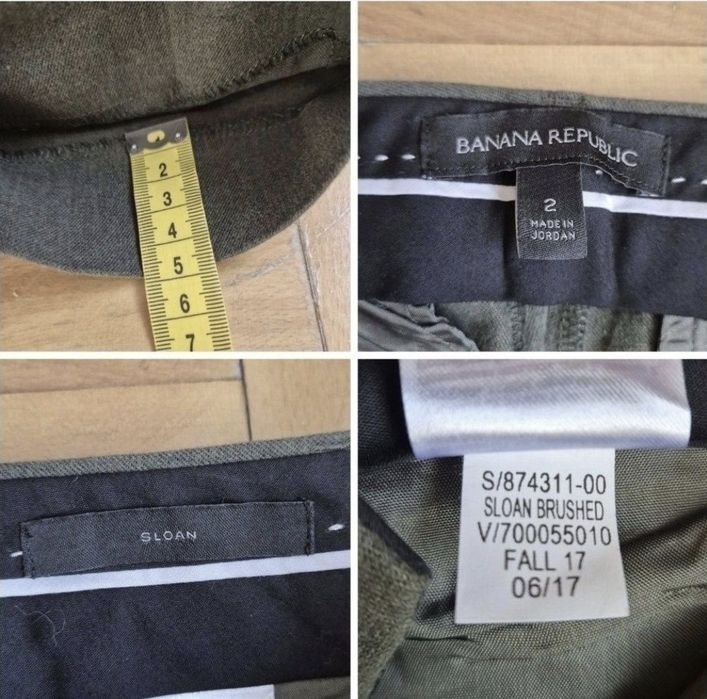 2
3
4
5
6
7
BANANA REPUBLIC
2
MADE IN
JORDAN
SLOAN
S/874311-00
SLOAN BRUSHED
V/700055010
FALL 17
06/17